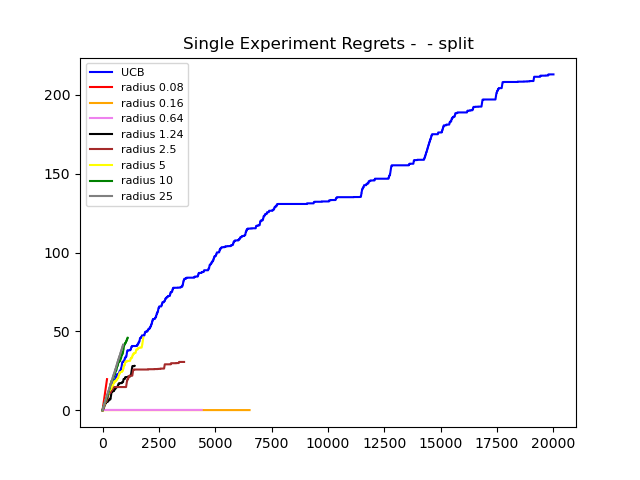 Single Experiment Regrets -  - split
UCB
radius 0.08
radius 0.16
radius 0.64
radius 1.24
radius 2.5
radius 5
radius 10
radius 25
200
150
100
50
0
0 2500 5000 7500 10000 12500 15000 17500 20000